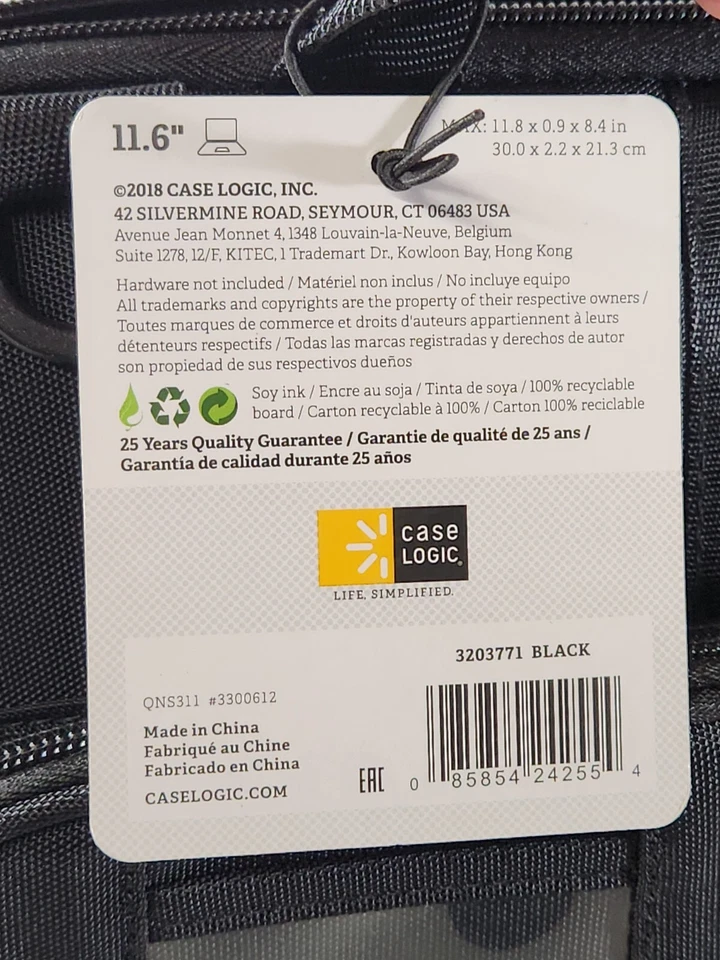 11.6"
MAX: 11.8 x 0.9 x 8.4 in
30.0 x 2.2 x 21.3 cm
©2018 CASE LOGIC, INC.
42 SILVERMINE ROAD, SEYMOUR, CT 06483 USA
Avenue Jean Monnet 4, 1348 Louvain-la-Neuve, Belgium
Suite 1278, 12/F, KITEC, 1 Trademart Dr., Kowloon Bay, Hong Kong
Hardware not included / Matériel non inclus / No incluye equipo
All trademarks and copyrights are the property of their respective owners /
Toutes marques de commerce et droits d'auteurs appartiennent à leurs
détenteurs respectifs / Todas las marcas registradas y derechos de autor
son propiedad de sus respectivos dueños
Soy ink / Encre au soja / Tinta de soya / 100% recyclable
board / Carton recyclable à 100% / Carton 100% reciclable
25 Years Quality Guarantee / Garantie de qualité de 25 ans /
Garantía de calidad durante 25 años
case
LOGIC®
LIFE, SIMPLIFIED.
3203771 BLACK
QNS311 #3300612
Made in China
Fabriqué au Chine
Fabricado en China
CASELOGIC.COM
EAC
0 85854 24255 4